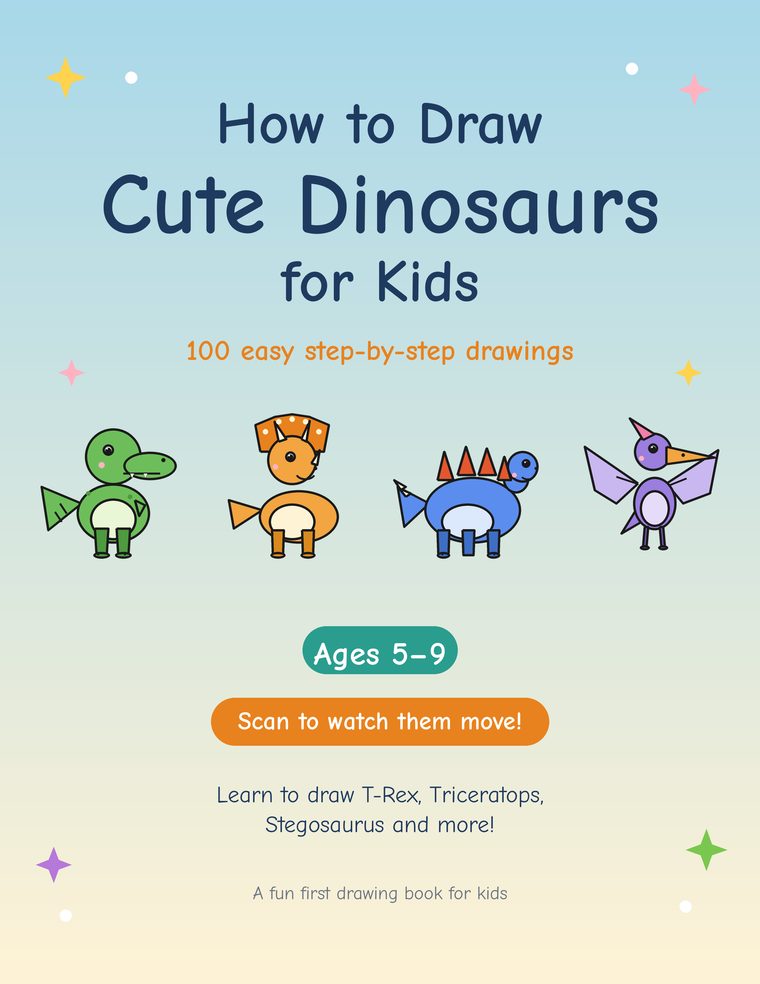 How to Draw
Cute Dinosaurs
for Kids
100 easy step-by-step drawings
Ages 5–9
Scan to watch them move!
Learn to draw T-Rex, Triceratops,
Stegosaurus and more!
A fun first drawing book for kids